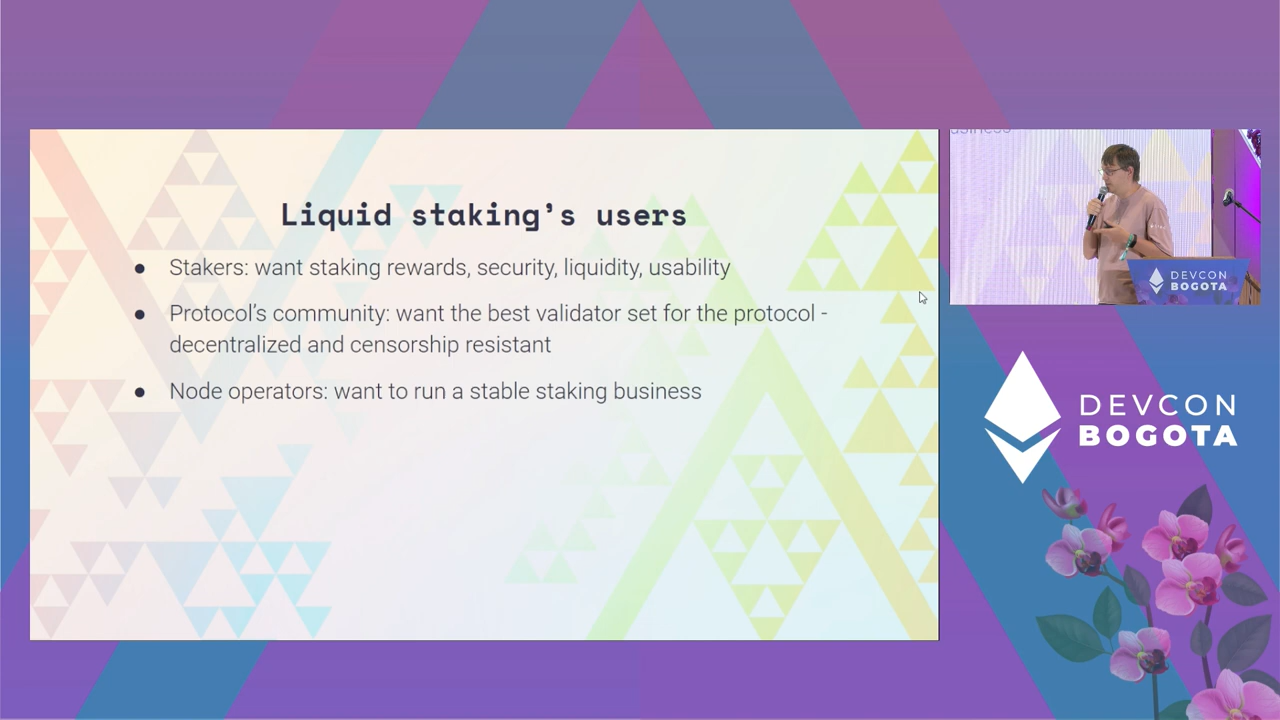 Liquid staking’s users
● Stakers: want staking rewards, security, liquidity, usability
● Protocol’s community: want the best validator set for the protocol -
decentralized and censorship resistant
● Node operators: want to run a stable staking business
usiness
DEVCON
BOGOTA
DEVCON
BOGOTA